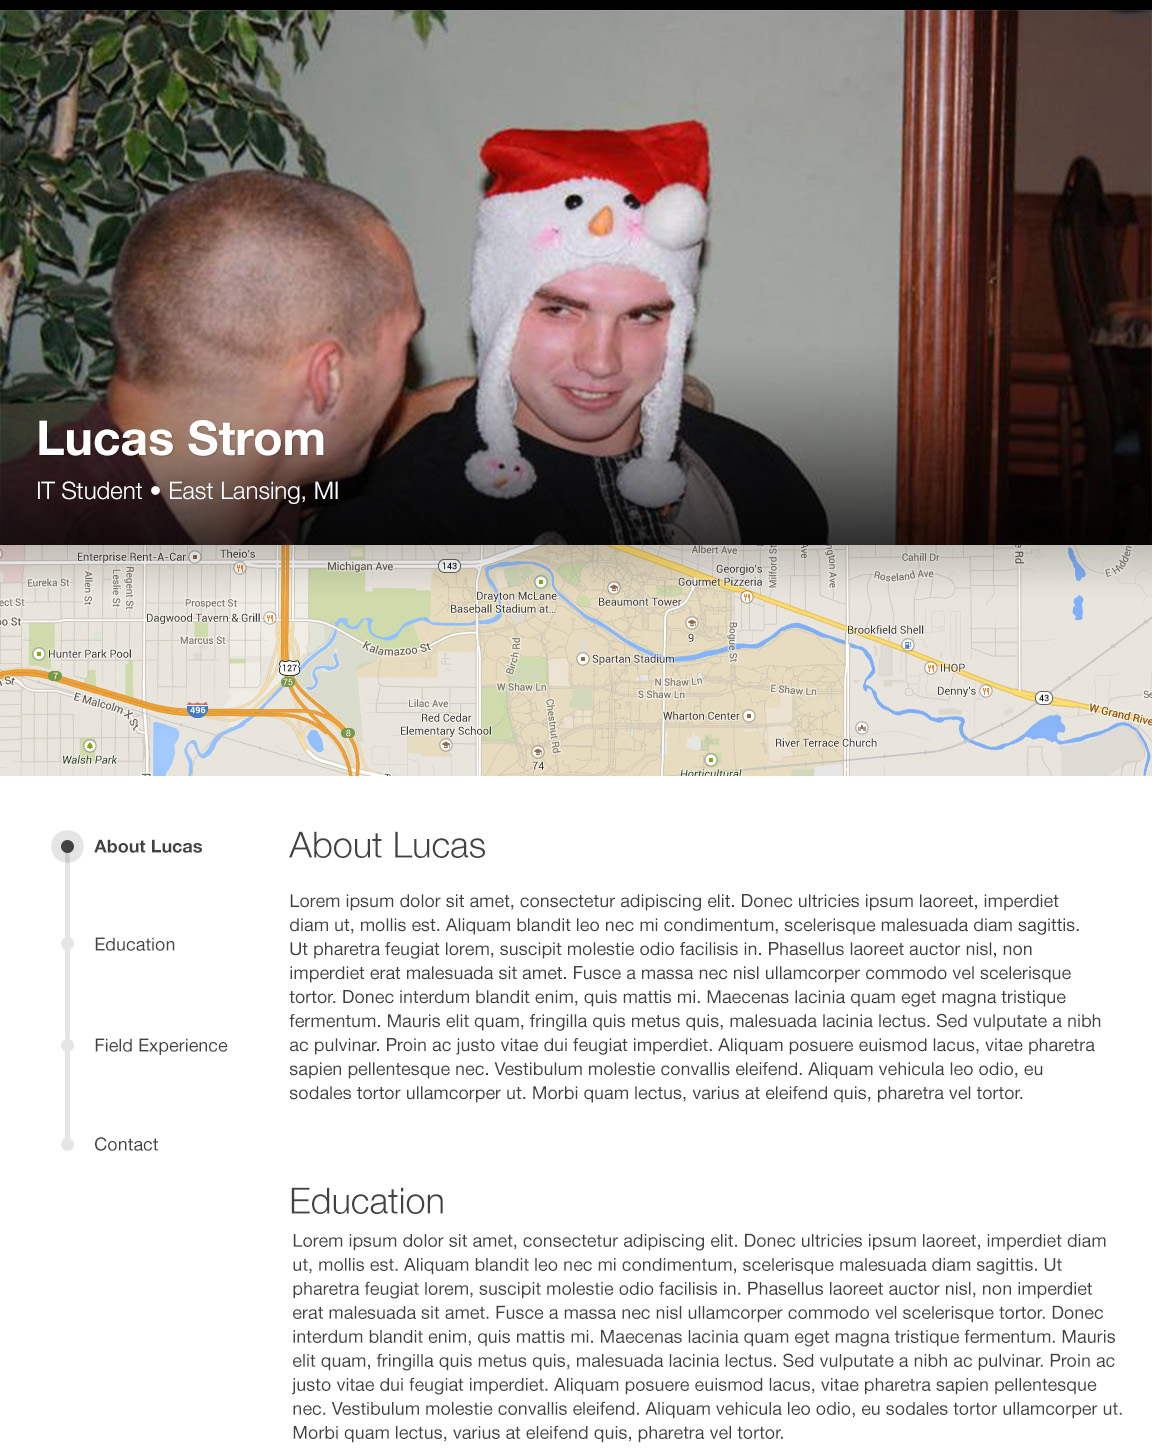 Lucas Strom
IT Student • East Lansing, MI
Enterprise Rent-A-Car
Theio's
Michigan Ave
143
Albert Ave
Georgio's
Gourmet Pizzeria
Milford St
Ave
ington Ave
Cahill Dr
Roseland Ave
Rd
E Hidden
Eureka St
Allen St
Leslie St
Regent St
Prospect St
ect St
Drayton McLane
Baseball Stadium at...
Beaumont Tower
Dagwood Tavern & Grill
Marcus St
Kalamazoo St
9
Bogue St
Brookfield Shell
Hunter Park Pool
127
75
Birch Rd
Spartan Stadium
IHOP
7
W Shaw Ln
N Shaw Ln
S Shaw Ln
E Shaw Ln
Denny's
43
E Malcolm X St
496
Lilac Ave
Red Cedar
Elementary School
Chestnut Rd
Wharton Center
W Grand River
8
River Terrace Church
Walsh Park
74
Horticultural
About Lucas
Education
Field Experience
Contact
About Lucas
Lorem ipsum dolor sit amet, consectetur adipiscing elit. Donec ultricies ipsum laoreet, imperdiet
diam ut, mollis est. Aliquam blandit leo nec mi condimentum, scelerisque malesuada diam sagittis.
Ut pharetra feugiat lorem, suscipit molestie odio facilisis in. Phasellus laoreet auctor nisl, non
imperdiet erat malesuada sit amet. Fusce a massa nec nisl ullamcorper commodo vel scelerisque
tortor. Donec interdum blandit enim, quis mattis mi. Maecenas lacinia quam eget magna tristique
fermentum. Mauris elit quam, fringilla quis metus quis, malesuada lacinia lectus. Sed vulputate a nibh
ac pulvinar. Proin ac justo vitae dui feugiat imperdiet. Aliquam posuere euismod lacus, vitae pharetra
sapien pellentesque nec. Vestibulum molestie convallis eleifend. Aliquam vehicula leo odio, eu
sodales tortor ullamcorper ut. Morbi quam lectus, varius at eleifend quis, pharetra vel tortor.
Education
Lorem ipsum dolor sit amet, consectetur adipiscing elit. Donec ultricies ipsum laoreet, imperdiet diam
ut, mollis est. Aliquam blandit leo nec mi condimentum, scelerisque malesuada diam sagittis. Ut
pharetra feugiat lorem, suscipit molestie odio facilisis in. Phasellus laoreet auctor nisl, non imperdiet
erat malesuada sit amet. Fusce a massa nec nisl ullamcorper commodo vel scelerisque tortor. Donec
interdum blandit enim, quis mattis mi. Maecenas lacinia quam eget magna tristique fermentum. Mauris
elit quam, fringilla quis metus quis, malesuada lacinia lectus. Sed vulputate a nibh ac pulvinar. Proin ac
justo vitae dui feugiat imperdiet. Aliquam posuere euismod lacus, vitae pharetra sapien pellentesque
nec. Vestibulum molestie convallis eleifend. Aliquam vehicula leo odio, eu sodales tortor ullamcorper ut.
Morbi quam lectus, varius at eleifend quis, pharetra vel tortor.